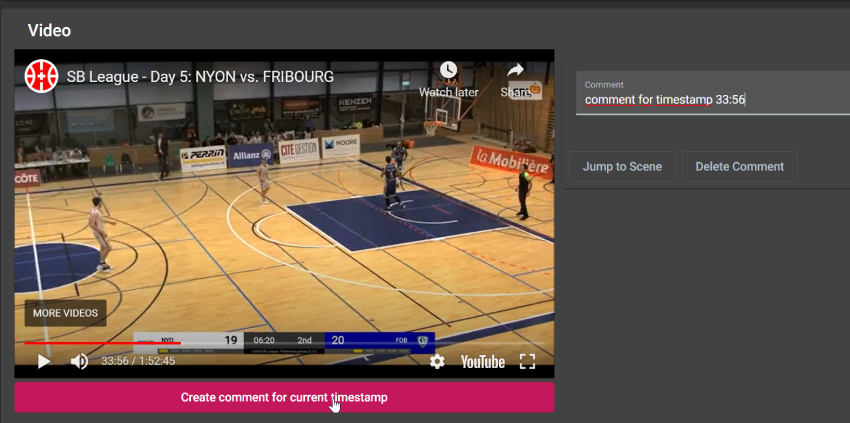 Video
SB League - Day 5: NYON vs. FRIBOURG
Watch later
Share
KENZEN
PERRIN
Allianz
CITÉ GESTION
MOORE
la Mobilière
CÔTE
MORE VIDEOS
NYO 19 06:20 2nd 20 FOB
33:56 / 1:52:45
YouTube
Create comment for current timestamp
Comment
comment for timestamp 33:56
Jump to Scene
Delete Comment